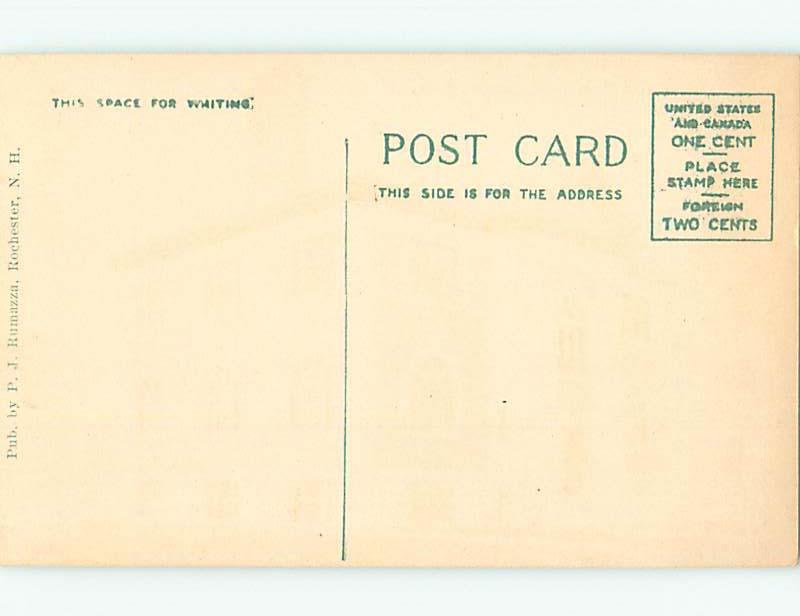 THIS SPACE FOR WRITING.
POST CARD
THIS SIDE IS FOR THE ADDRESS
UNITED STATES
AND CANADA
ONE CENT
PLACE
STAMP HERE
FOREIGN
TWO CENTS
Pub. by P. J. Rumazza, Rochester, N. H.